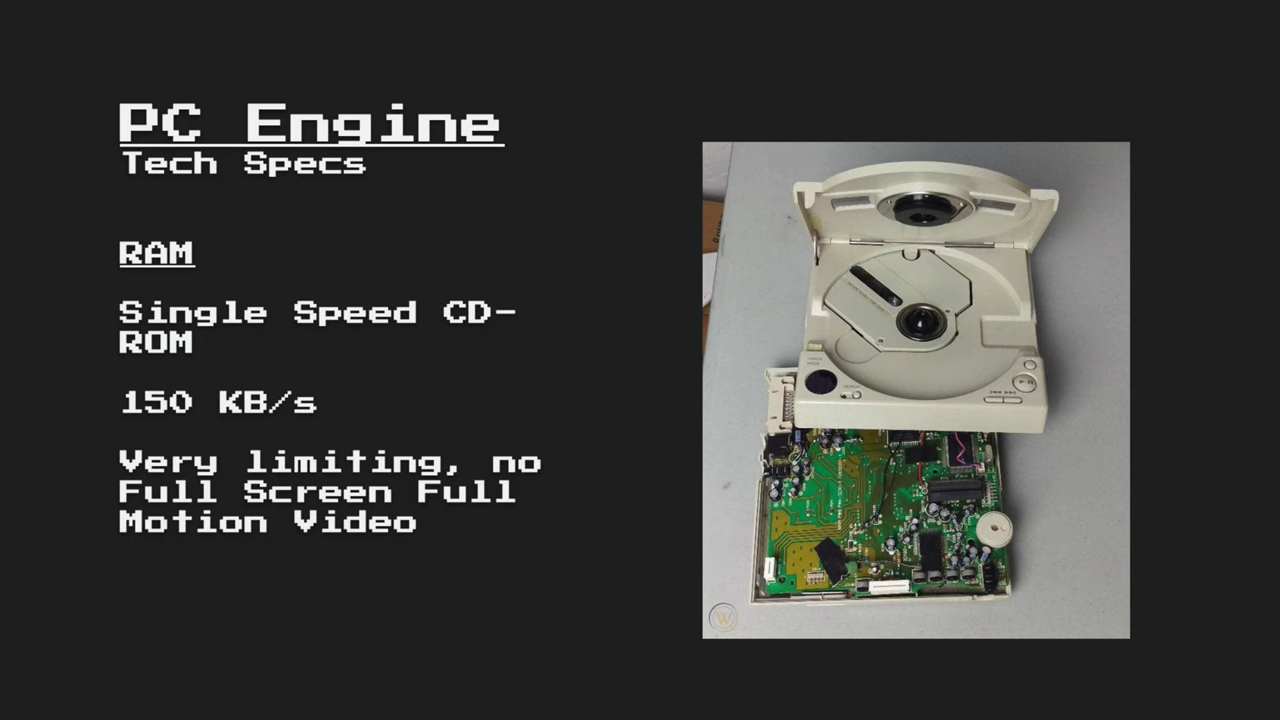 PC Engine
Tech Specs
RAM
Single Speed CD-
ROM
150 KB/s
Very limiting, no
Full Screen Full
Motion Video
W